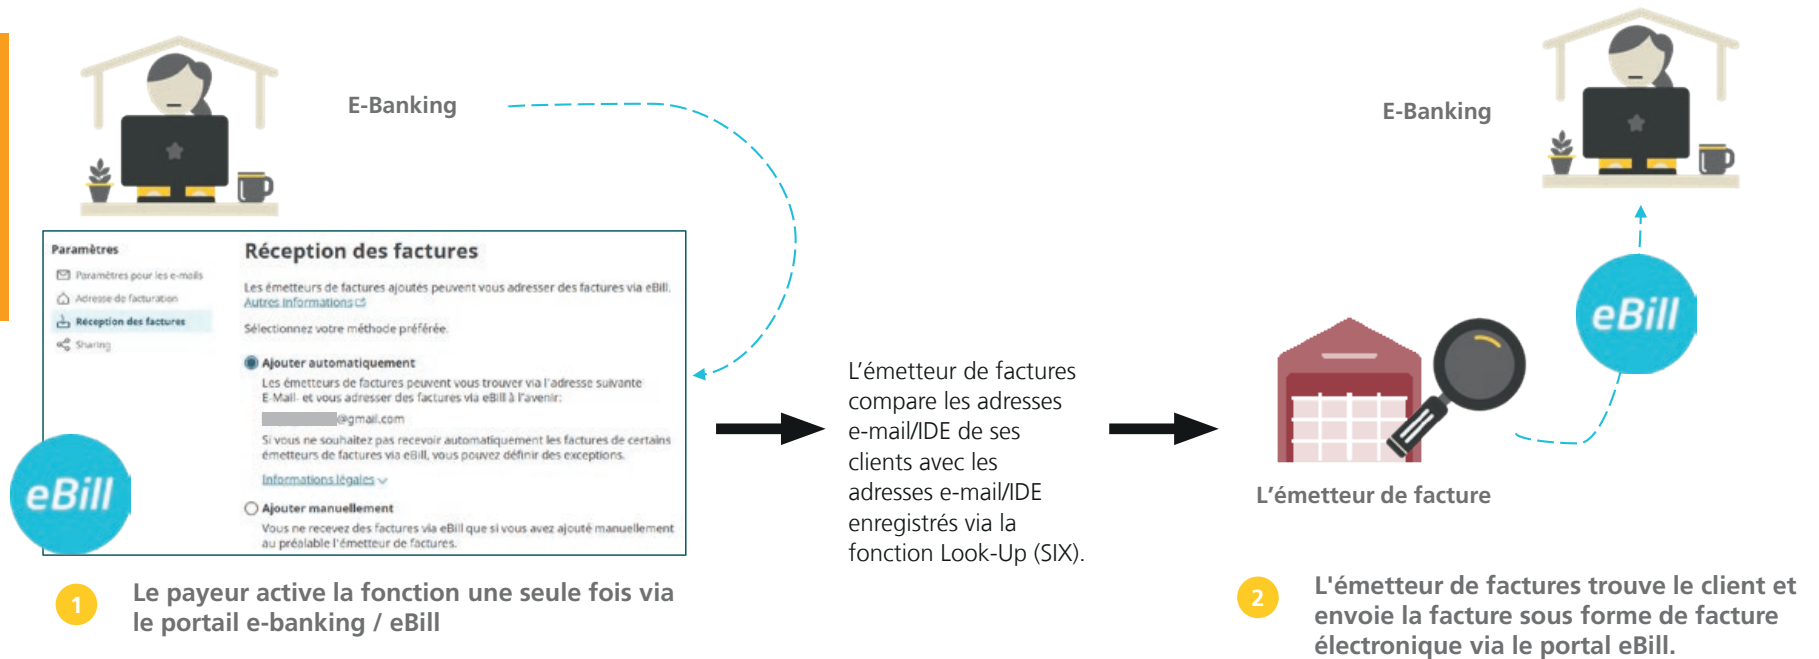 E-Banking
Paramètres
Paramètres pour les e-mails
Adresse de facturation
Réception des factures
Sharing
Réception des factures
Les émetteurs de factures ajoutés peuvent vous adresser des factures via eBill.
Autres informations
Sélectionnez votre méthode préférée.
Ajouter automatiquement
Les émetteurs de factures peuvent vous trouver via l'adresse suivante
E-Mail- et vous adresser des factures via eBill à l'avenir:
@gmail.com
Si vous ne souhaitez pas recevoir automatiquement les factures de certains
émetteurs de factures via eBill, vous pouvez définir des exceptions.
Informations légales
Ajouter manuellement
Vous ne recevez des factures via eBill que si vous avez ajouté manuellement
au préalable l'émetteur de factures.
eBill
1
Le payeur active la fonction une seule fois via
le portail e-banking / eBill
L'émetteur de factures
compare les adresses
e-mail/IDE de ses
clients avec les
adresses e-mail/IDE
enregistrés via la
fonction Look-Up (SIX).
E-Banking
eBill
L'émetteur de facture
2
L'émetteur de factures trouve le client et
envoie la facture sous forme de facture
électronique via le portal eBill.